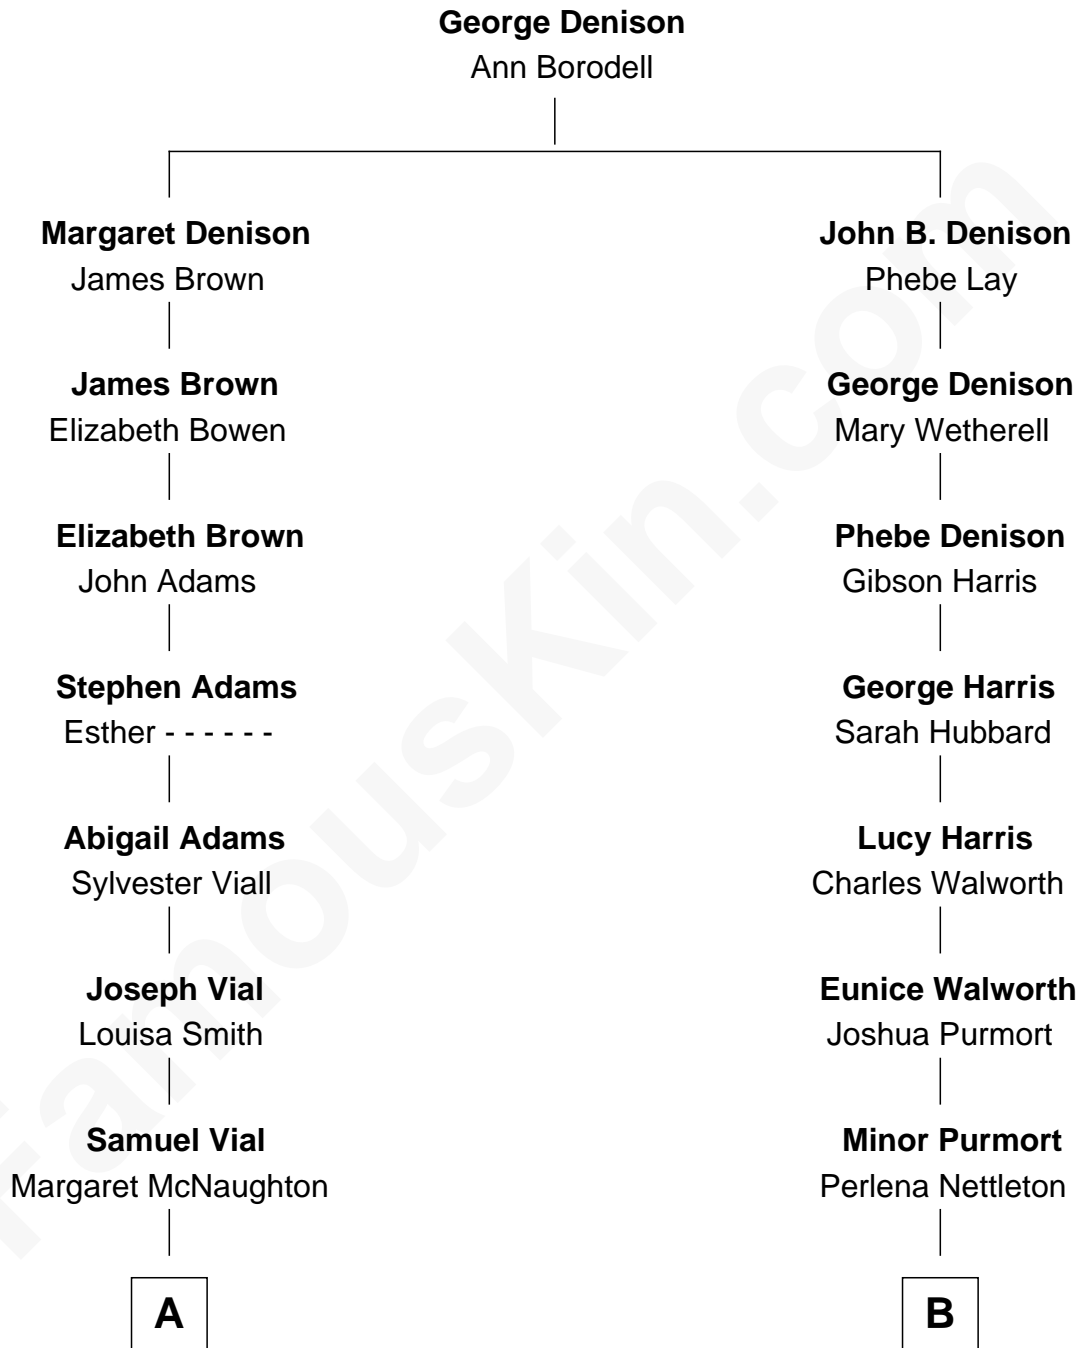 George Denison
Ann Borodell
Margaret Denison
James Brown
James Brown
Elizabeth Bowen
Elizabeth Brown
John Adams
Stephen Adams
Esther - - - - - -
Abigail Adams
Sylvester Viall
Joseph Vial
Louisa Smith
Samuel Vial
Margaret McNaughton
A
John B. Denison
Phebe Lay
George Denison
Mary Wetherell
Phebe Denison
Gibson Harris
George Harris
Sarah Hubbard
Lucy Harris
Charles Walworth
Eunice Walworth
Joshua Purmort
Minor Purmort
Perlena Nettleton
B
FamousKin.com